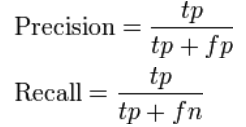 Precision = tp / (tp + fp)
Recall = tp / (tp + fn)